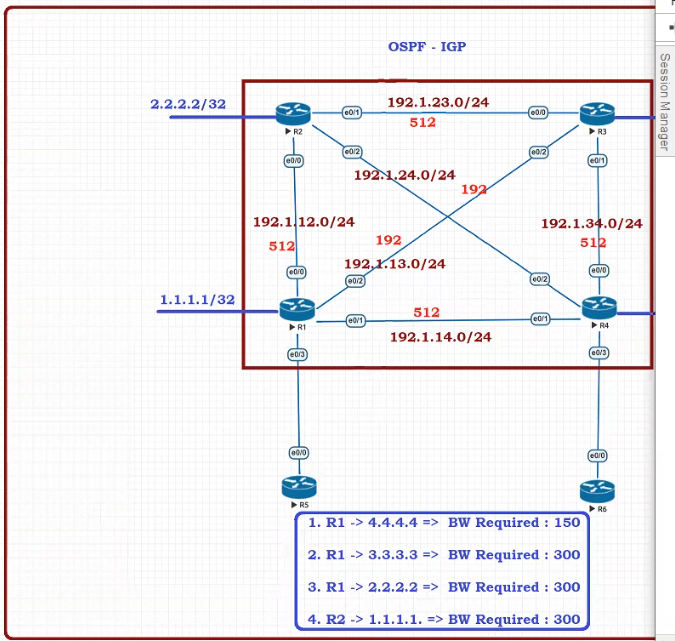 OSPF - IGP
Session Manager
2.2.2.2/32
192.1.23.0/24
512
e0/1
e0/0
R2
R3
e0/2
e0/2
e0/0
e0/1
192.1.24.0/24
192
192.1.12.0/24
192.1.34.0/24
512
192
512
192.1.13.0/24
e0/0
e0/2
e0/2
e0/0
1.1.1.1/32
512
R1
e0/1
e0/1
R4
192.1.14.0/24
e0/3
e0/3
e0/0
e0/0
R5
R6
1. R1 -> 4.4.4.4 => BW Required : 150
2. R1 -> 3.3.3.3 => BW Required : 300
3. R1 -> 2.2.2.2 => BW Required : 300
4. R2 -> 1.1.1.1. => BW Required : 300